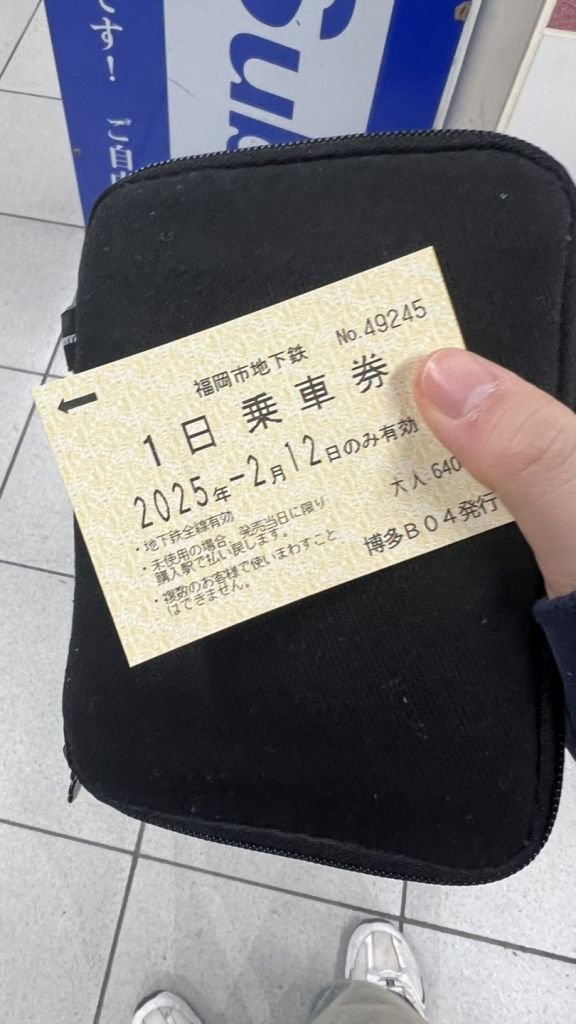 です! ご自由
Sub
福岡市地下鉄 No.49245
1日 乗車券
2025年-2月12日のみ有効
・地下鉄全線有効
・未使用の場合、発売当日に限り
購入駅で払い戻します。
・複数のお客様で使いまわすこと
はできません。
大人 640
博多B04発行